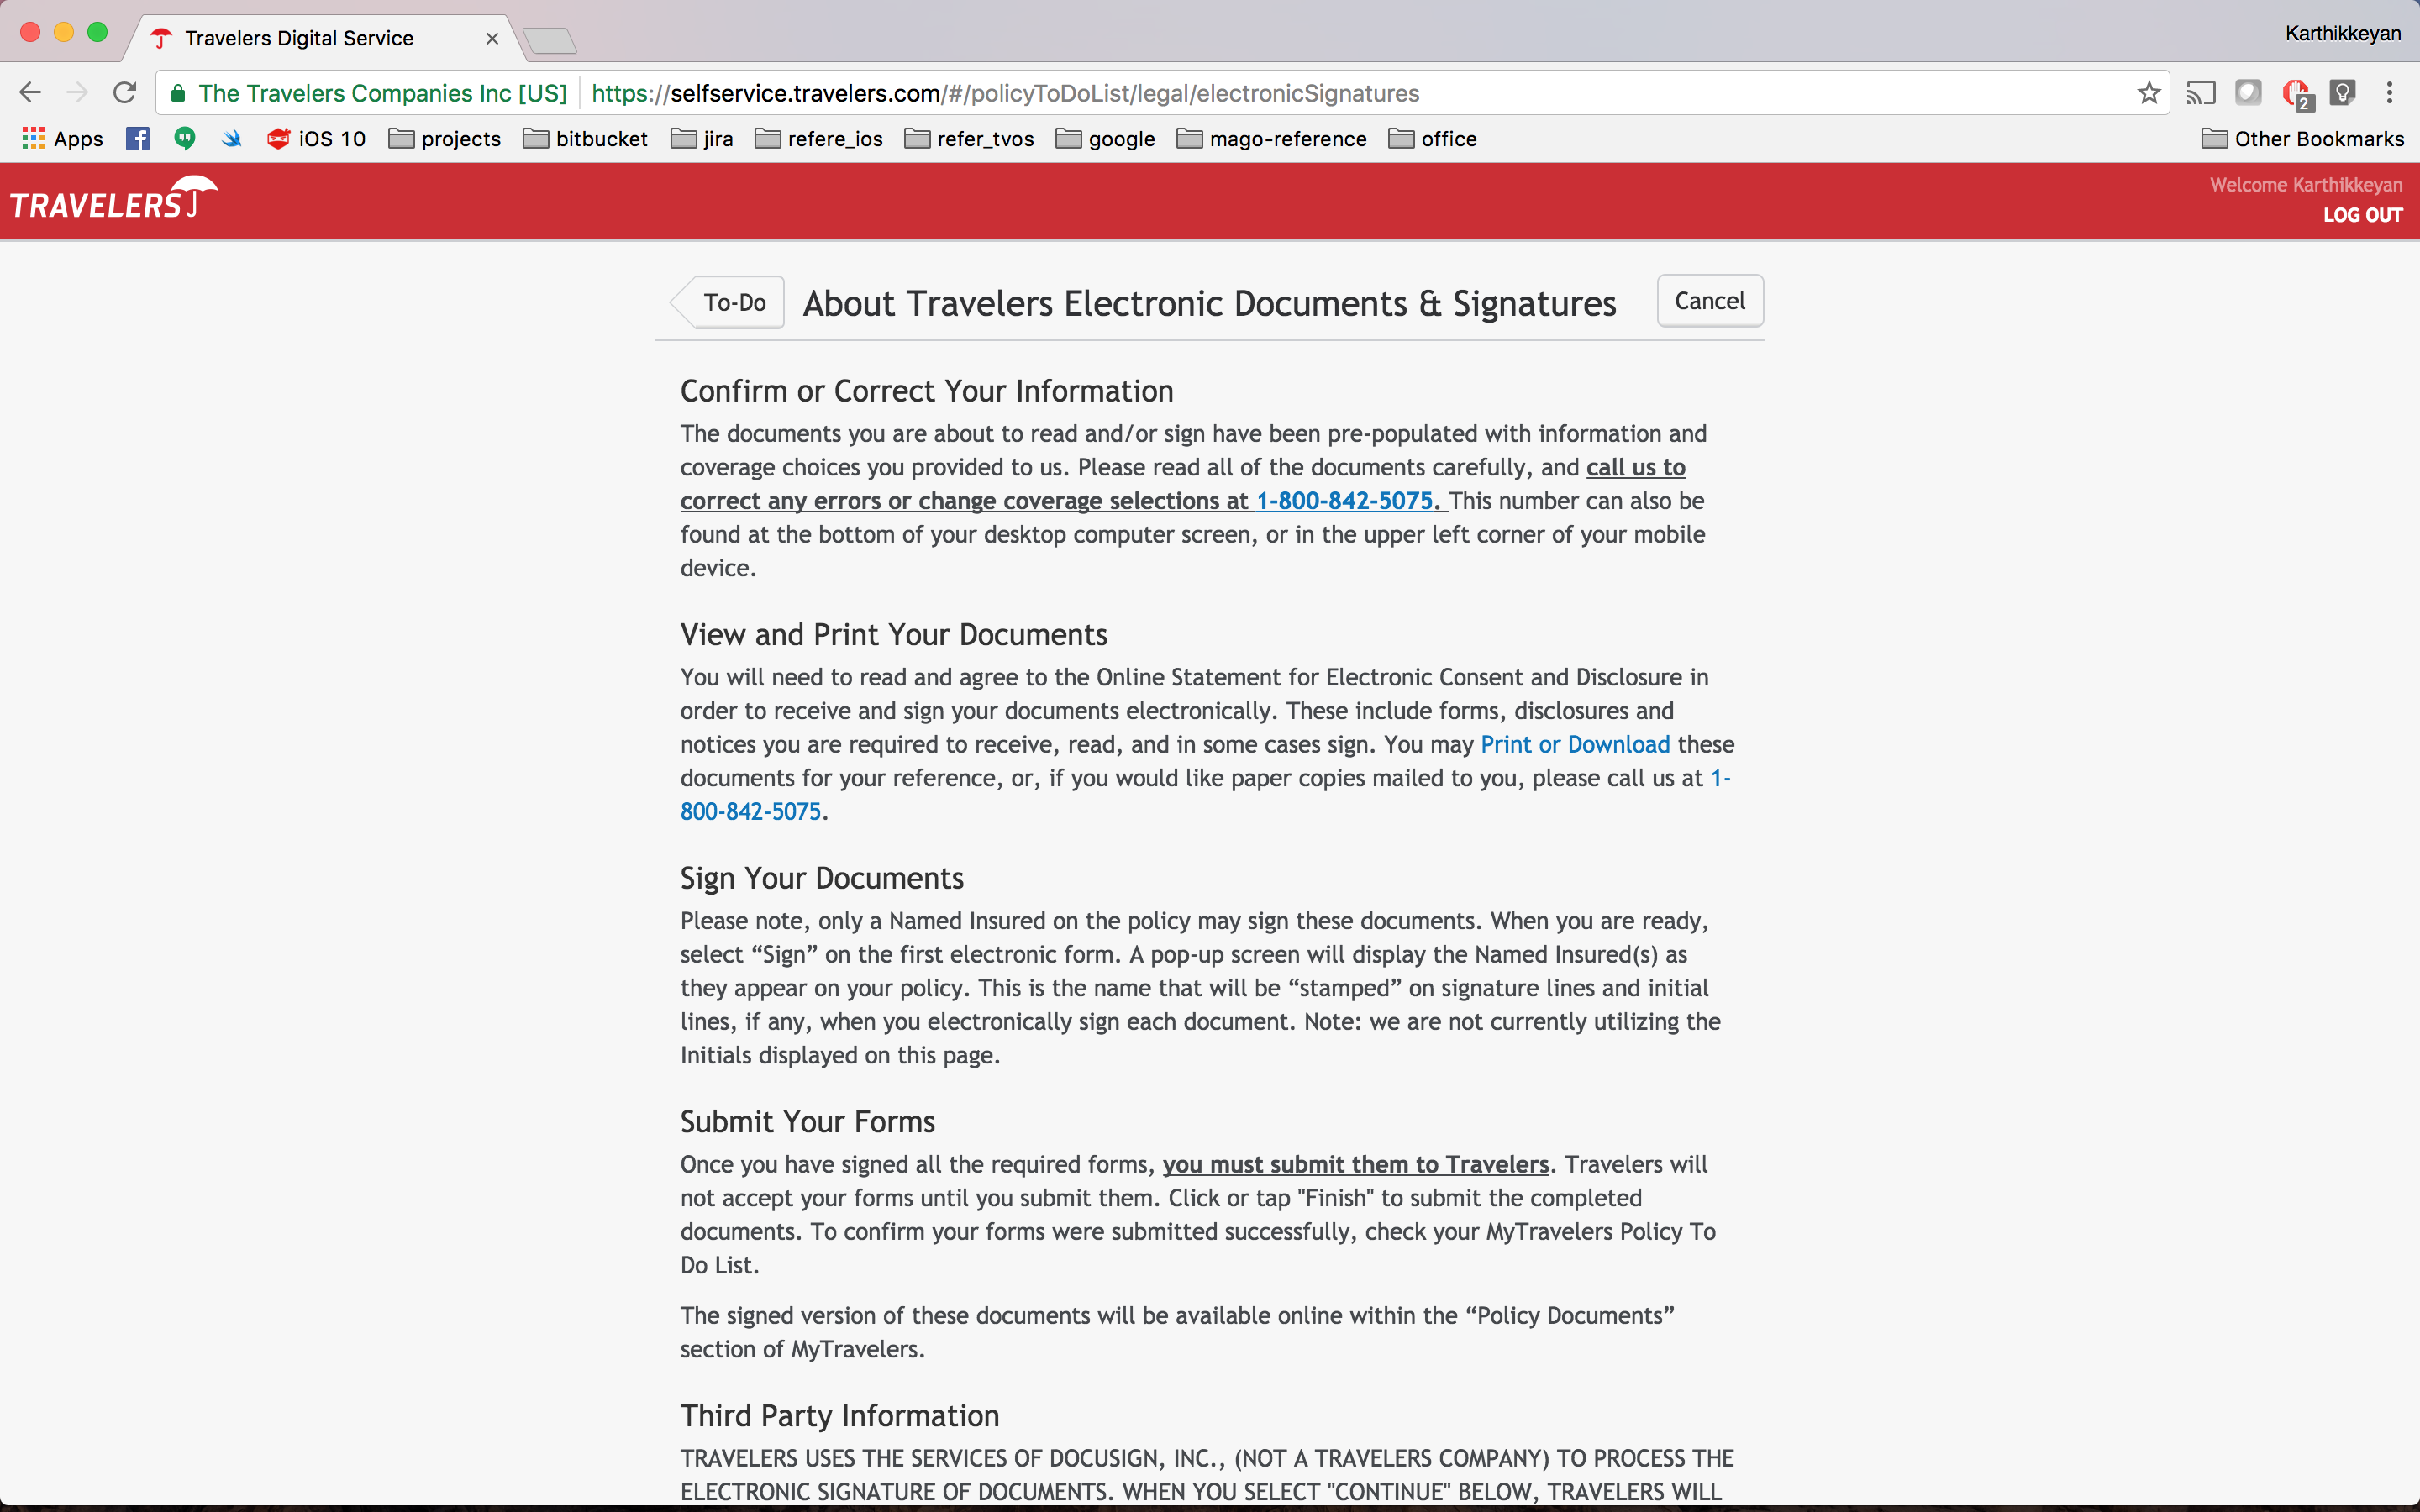 Travelers Digital Service
Karthikkeyan
The Travelers Companies Inc [US] https://selfservice.travelers.com/#/policyToDoList/legal/electronicSignatures
2
Apps iOS 10 projects bitbucket jira refere_ios refer_tvos google mago-reference office Other Bookmarks
TRAVELERS
Welcome Karthikkeyan
LOG OUT
To-Do About Travelers Electronic Documents & Signatures Cancel
Confirm or Correct Your Information
The documents you are about to read and/or sign have been pre-populated with information and
coverage choices you provided to us. Please read all of the documents carefully, and call us to
correct any errors or change coverage selections at 1-800-842-5075. This number can also be
found at the bottom of your desktop computer screen, or in the upper left corner of your mobile
device.
View and Print Your Documents
You will need to read and agree to the Online Statement for Electronic Consent and Disclosure in
order to receive and sign your documents electronically. These include forms, disclosures and
notices you are required to receive, read, and in some cases sign. You may Print or Download these
documents for your reference, or, if you would like paper copies mailed to you, please call us at 1-
800-842-5075.
Sign Your Documents
Please note, only a Named Insured on the policy may sign these documents. When you are ready,
select “Sign” on the first electronic form. A pop-up screen will display the Named Insured(s) as
they appear on your policy. This is the name that will be “stamped” on signature lines and initial
lines, if any, when you electronically sign each document. Note: we are not currently utilizing the
Initials displayed on this page.
Submit Your Forms
Once you have signed all the required forms, you must submit them to Travelers. Travelers will
not accept your forms until you submit them. Click or tap "Finish" to submit the completed
documents. To confirm your forms were submitted successfully, check your MyTravelers Policy To
Do List.
The signed version of these documents will be available online within the “Policy Documents”
section of MyTravelers.
Third Party Information
TRAVELERS USES THE SERVICES OF DOCUSIGN, INC., (NOT A TRAVELERS COMPANY) TO PROCESS THE
ELECTRONIC SIGNATURE OF DOCUMENTS. WHEN YOU SELECT "CONTINUE" BELOW, TRAVELERS WILL